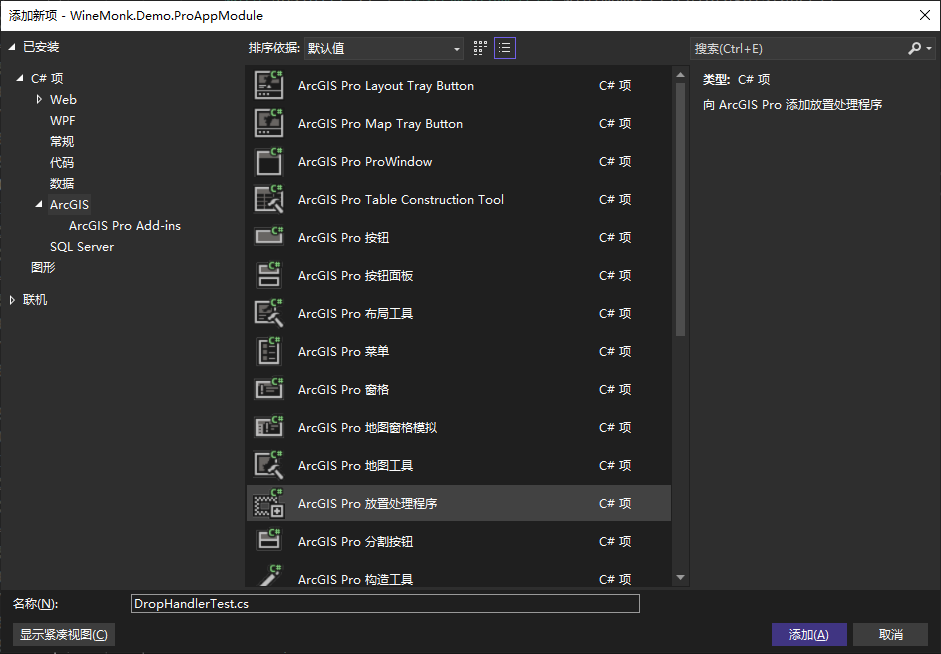 添加新项 - WineMonk.Demo.ProAppModule
已安装
C# 项
Web
WPF
常规
代码
数据
ArcGIS
ArcGIS Pro Add-ins
SQL Server
图形
联机
排序依据: 默认值
ArcGIS Pro Layout Tray Button C# 项
ArcGIS Pro Map Tray Button C# 项
ArcGIS Pro ProWindow C# 项
ArcGIS Pro Table Construction Tool C# 项
ArcGIS Pro 按钮 C# 项
ArcGIS Pro 按钮面板 C# 项
ArcGIS Pro 布局工具 C# 项
ArcGIS Pro 菜单 C# 项
ArcGIS Pro 窗格 C# 项
ArcGIS Pro 地图窗格模拟 C# 项
ArcGIS Pro 地图工具 C# 项
ArcGIS Pro 放置处理程序 C# 项
ArcGIS Pro 分割按钮 C# 项
ArcGIS Pro 构造工具 C# 项
搜索(Ctrl+E)
类型: C# 项
向 ArcGIS Pro 添加放置处理程序
名称(N): DropHandlerTest.cs
显示紧凑视图(C)
添加(A)
取消